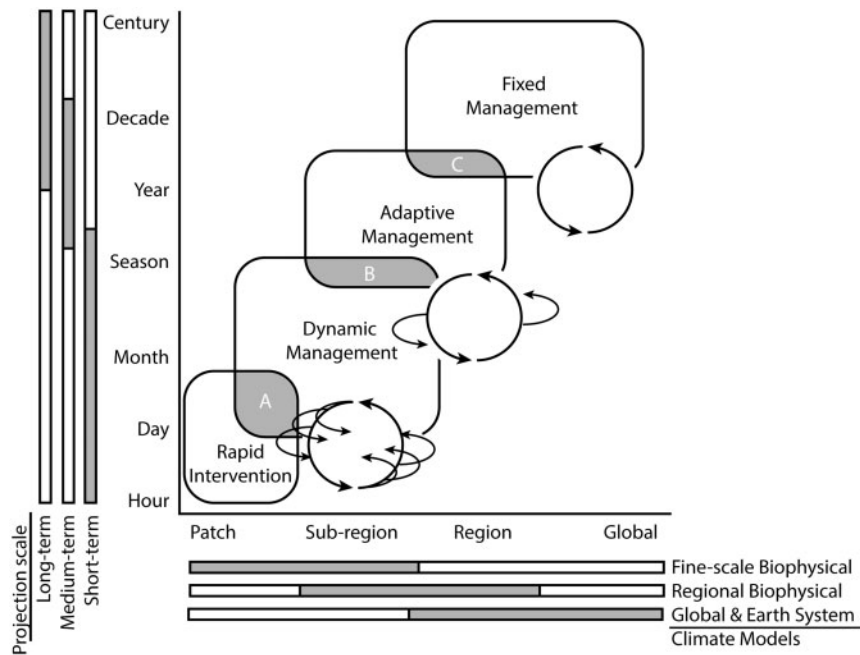 Century
Decade
Year
Season
Month
Day
Hour
Fixed
Management
C
Adaptive
Management
B
Dynamic
Management
A
Rapid
Intervention
Patch
Sub-region
Region
Global
Projection scale
Long-term
Medium-term
Short-term
Fine-scale Biophysical
Regional Biophysical
Global & Earth System
Climate Models